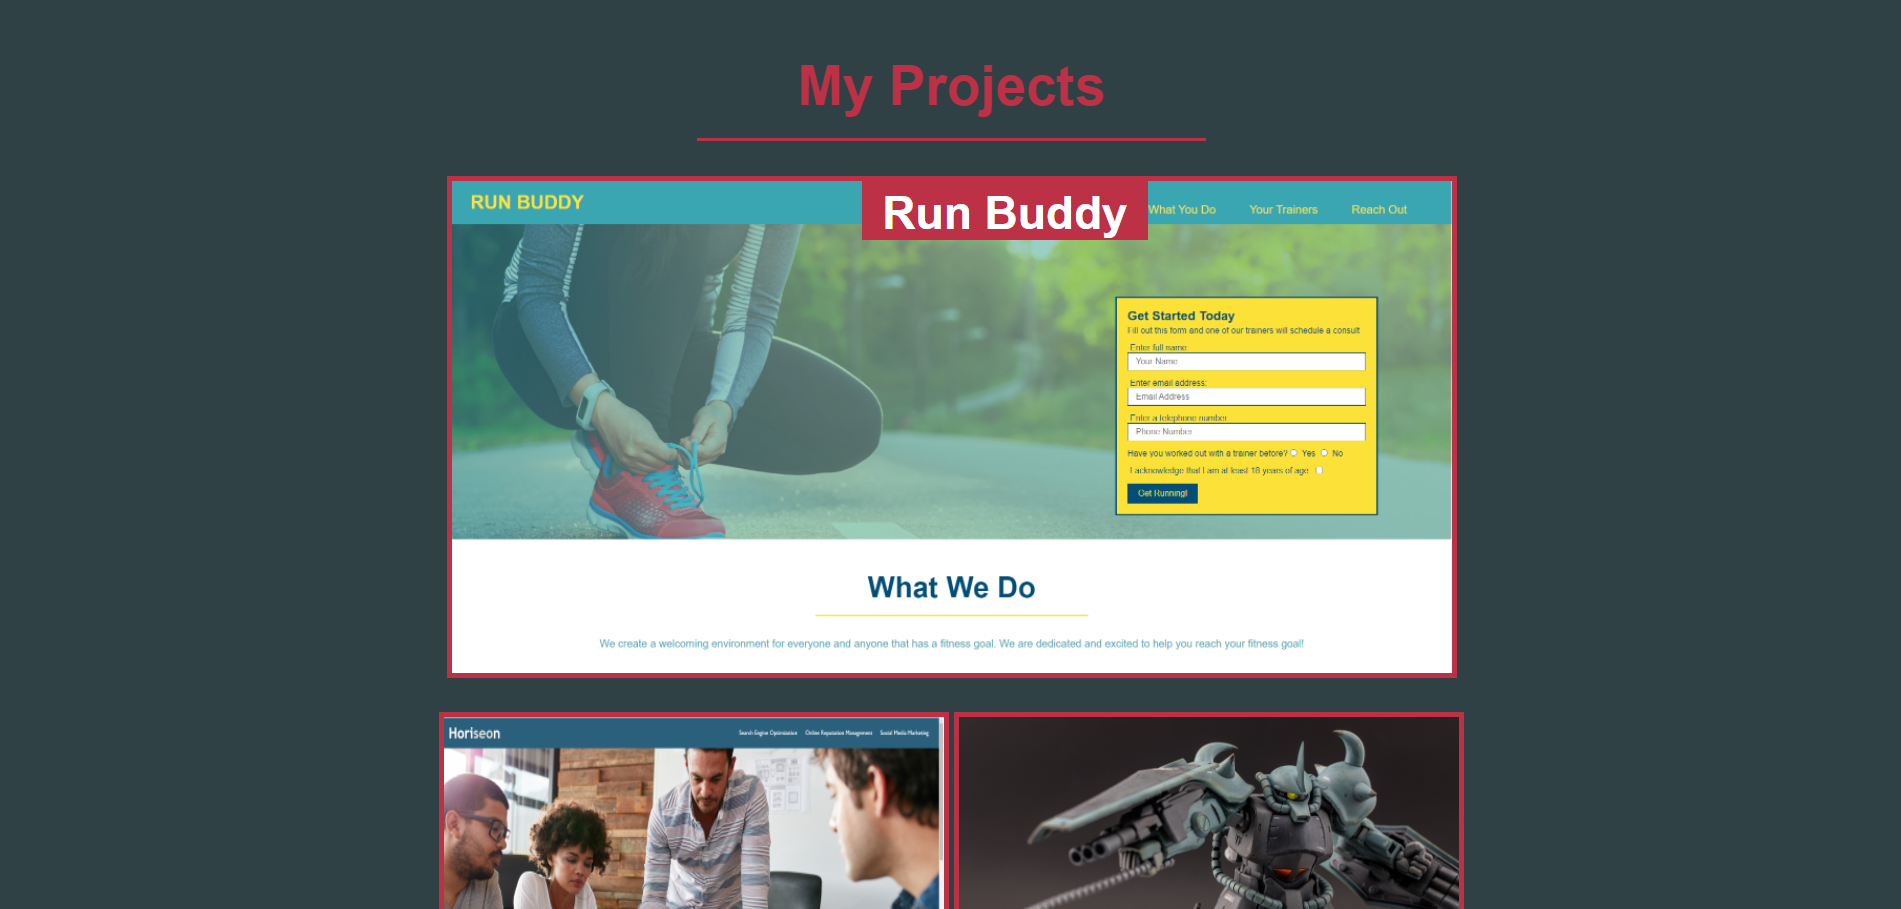 My Projects
RUN BUDDY
Run Buddy
What You Do
Your Trainers
Reach Out
Get Started Today
Fill out this form and one of our trainers will schedule a consult
Enter full name:
Your Name
Enter email address:
Email Address
Enter a telephone number
Phone Number
Have you worked out with a trainer before? Yes No
I acknowledge that I am at least 18 years of age
Get Running!
What We Do
We create a welcoming environment for everyone and anyone that has a fitness goal. We are dedicated and excited to help you reach your fitness goal!
Horiseon
Search Engine Optimization
Online Reputation Management
Social Media Marketing